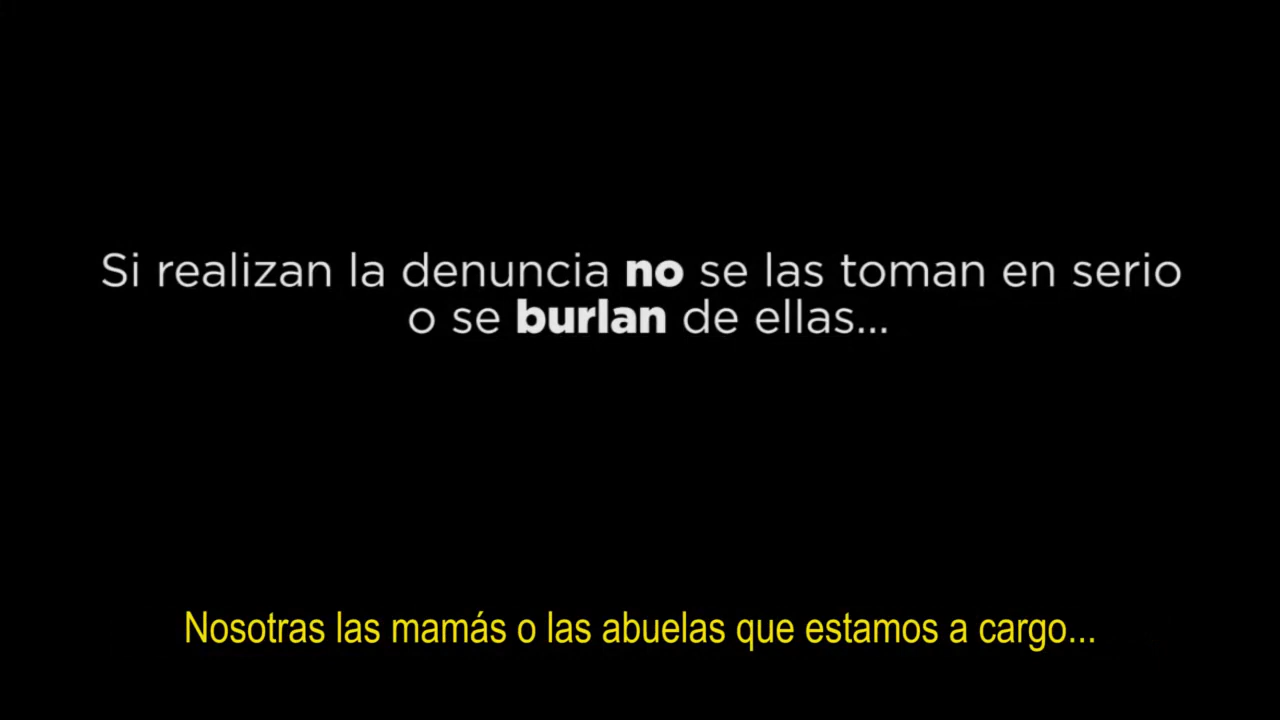 Si realizan la denuncia no se las toman en serio
o se burlan de ellas...
Nosotras las mamás o las abuelas que estamos a cargo...